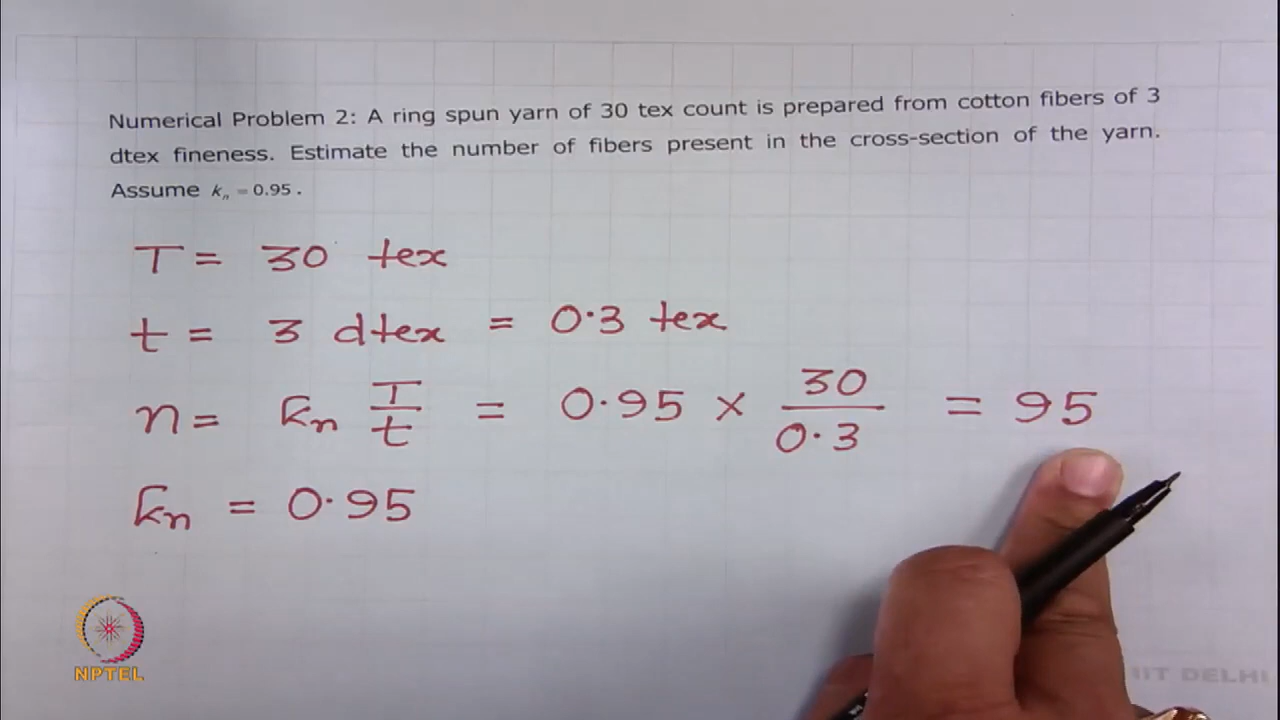 Numerical Problem 2: A ring spun yarn of 30 tex count is prepared from cotton fibers of 3
dtex fineness. Estimate the number of fibers present in the cross-section of the yarn.
Assume kₙ = 0.95 .
T = 30 tex
t = 3 dtex = 0.3 tex
n = kₙ T/t = 0.95 × 30/0.3 = 95
kₙ = 0.95
NPTEL
IIT DELHI